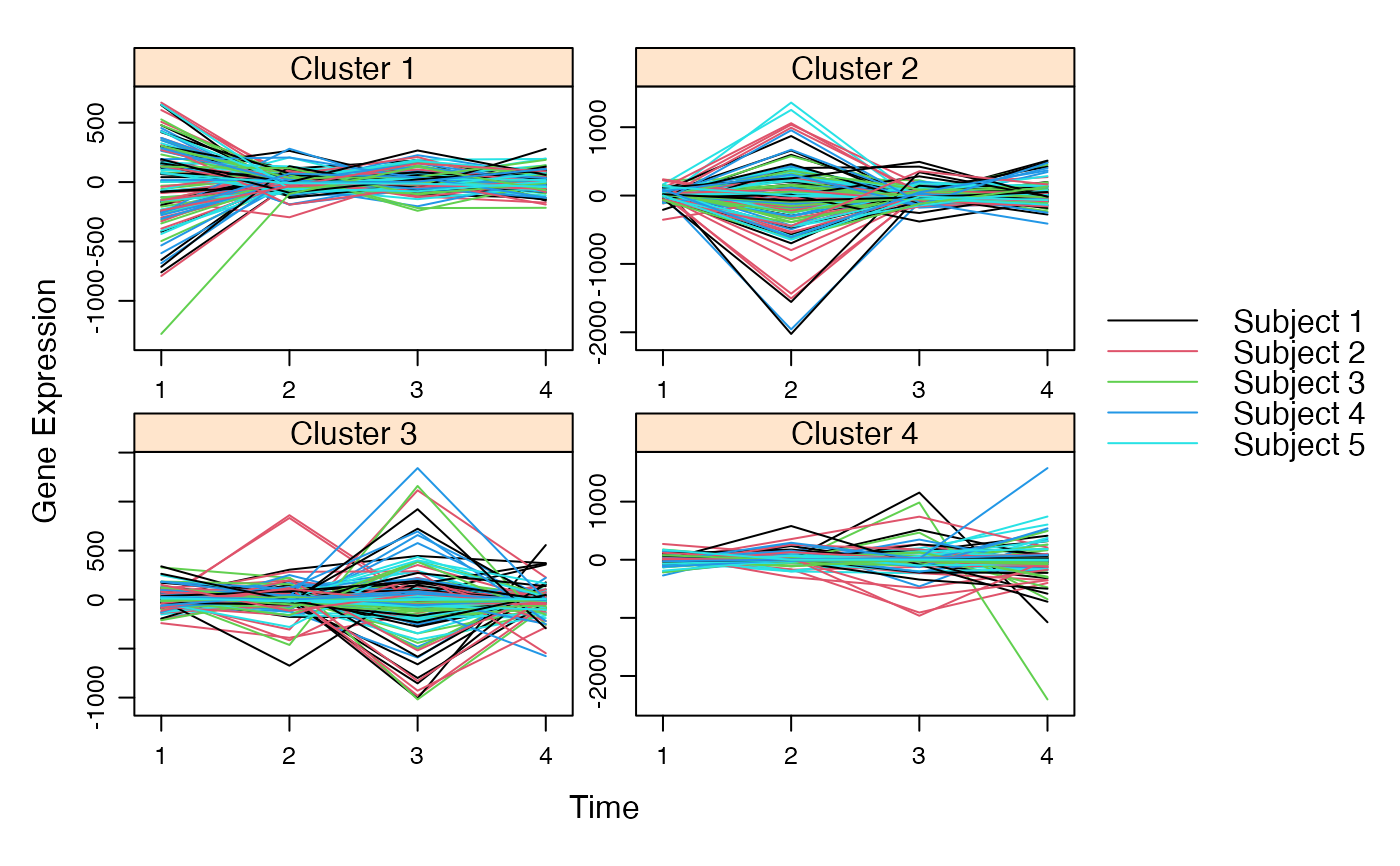 Cluster 1
Cluster 2
500
0
-500
-1000
1000
0
-1000
-2000
1 2 3 4
1 2 3 4
Gene Expression
Cluster 3
Cluster 4
500
0
-1000
1000
0
-2000
1 2 3 4
1 2 3 4
Time
Subject 1
Subject 2
Subject 3
Subject 4
Subject 5